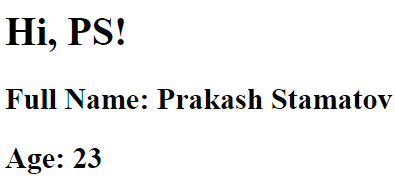 Hi, PS!
Full Name: Prakash Stamatov
Age: 23